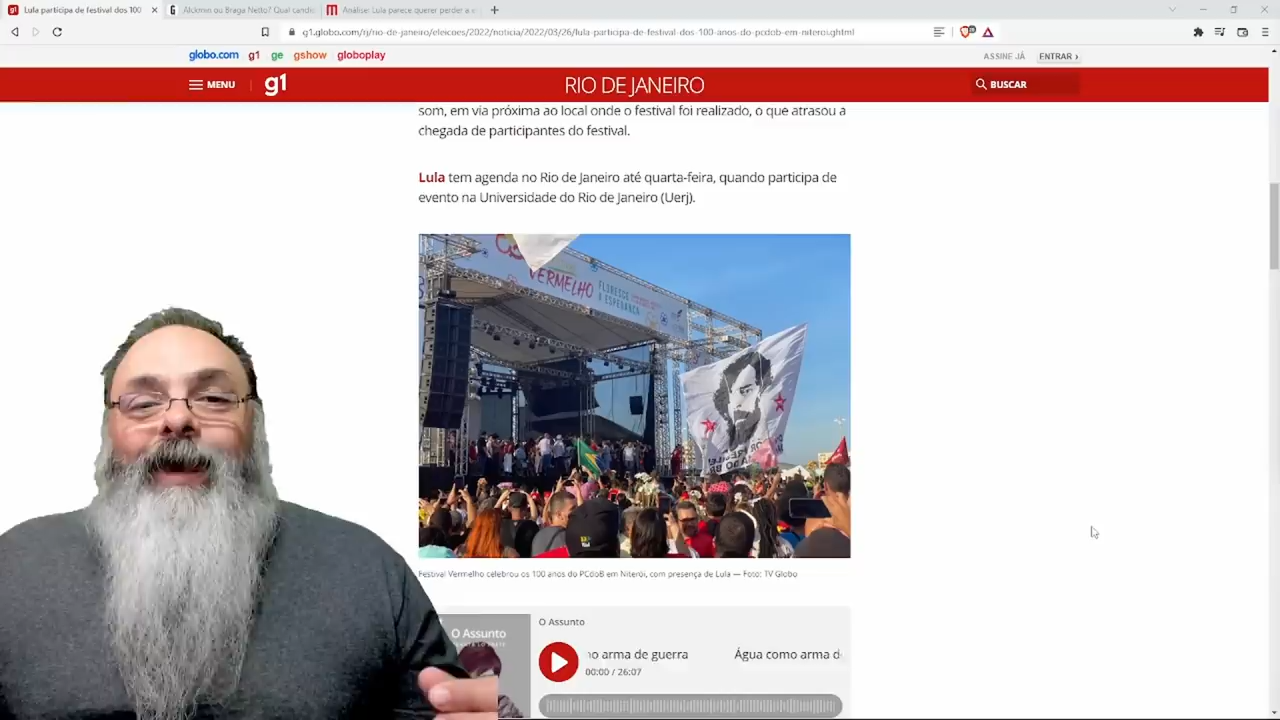 Lula participa de festival dos 100
Alckmin ou Braga Netto? Qual candi
Análise: Lula parece querer perder a e
g1.globo.com/rj/rio-de-janeiro/eleicoes/2022/noticia/2022/03/26/lula-participa-de-festival-dos-100-anos-do-pcdob-em-niteroi.ghtml
globo.com g1 ge gshow globoplay
ASSINE JÁ ENTRAR ›
MENU g1 RIO DE JANEIRO BUSCAR
som, em via próxima ao local onde o festival foi realizado, o que atrasou a
chegada de participantes do festival.
Lula tem agenda no Rio de Janeiro até quarta-feira, quando participa de
evento na Universidade do Rio de Janeiro (Uerj).
VERMELHO
FLORESCE
A ESPERANÇA
Festival Vermelho celebrou os 100 anos do PCdoB em Niterói, com presença de Lula — Foto: TV Globo
O Assunto
O Assunto
no arma de guerra
Água como arma d
00:00 / 26:07